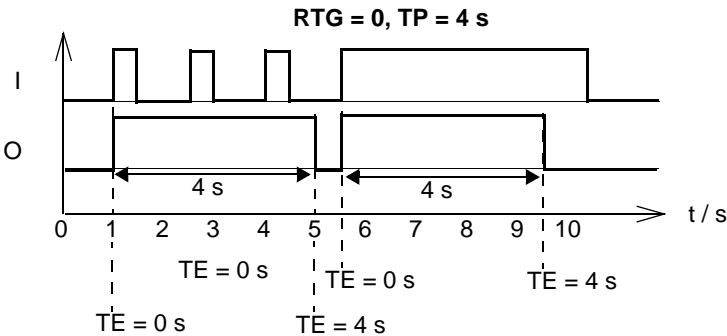 RTG = 0, TP = 4 s
I
O
4 s 4 s
t / s
0 1 2 3 4 5 6 7 8 9 10
TE = 0 s TE = 0 s TE = 4 s
TE = 0 s TE = 4 s